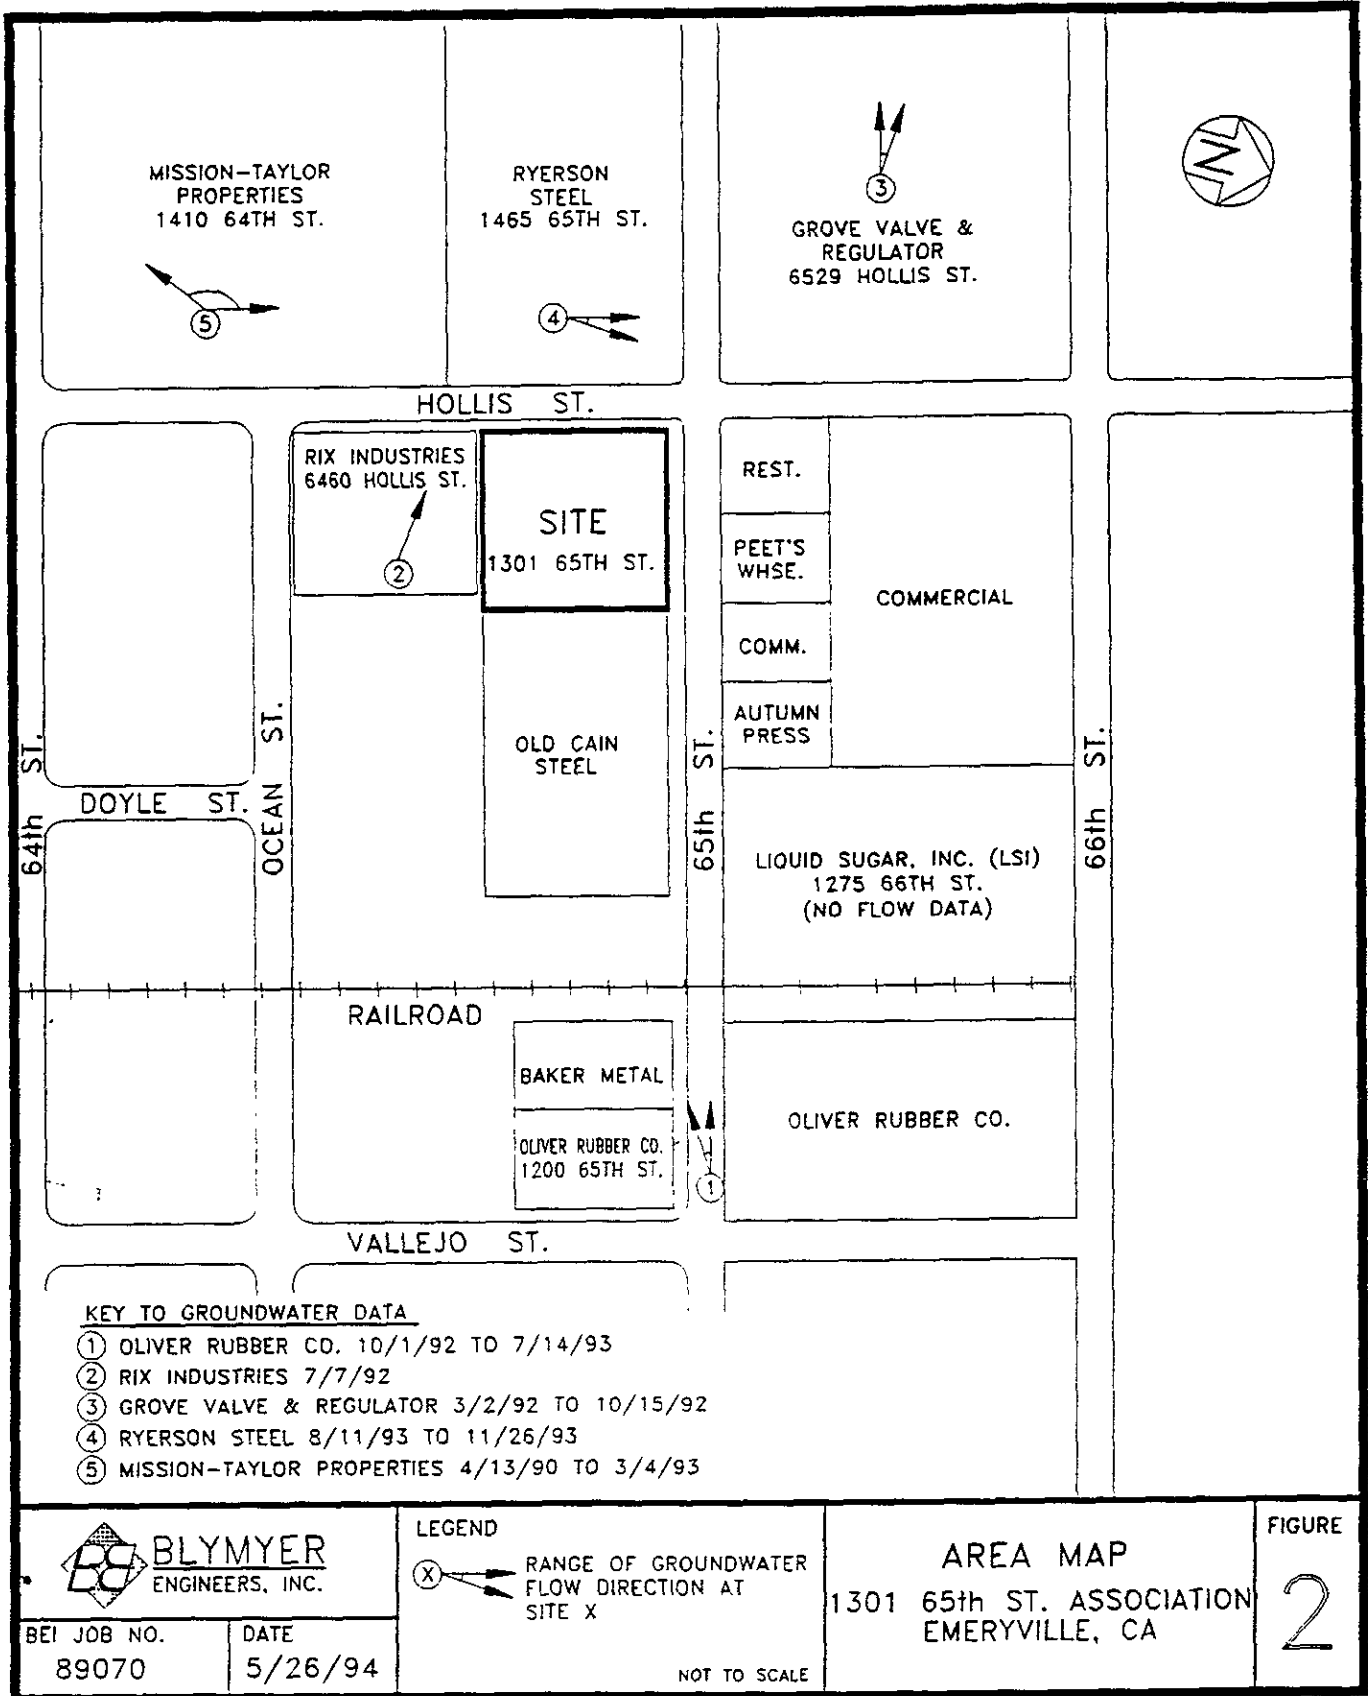 MISSION-TAYLOR
PROPERTIES
1410 64TH ST.
5
RYERSON
STEEL
1465 65TH ST.
4
3
GROVE VALVE &
REGULATOR
6529 HOLLIS ST.
N
HOLLIS ST.
RIX INDUSTRIES
6460 HOLLIS ST.
2
SITE
1301 65TH ST.
REST.
PEET'S
WHSE.
COMM.
AUTUMN
PRESS
COMMERCIAL
OLD CAIN
STEEL
64th ST.
DOYLE ST.
OCEAN ST.
65th ST.
66th ST.
LIQUID SUGAR, INC. (LSI)
1275 66TH ST.
(NO FLOW DATA)
RAILROAD
BAKER METAL
OLIVER RUBBER CO.
1200 65TH ST.
1
OLIVER RUBBER CO.
VALLEJO ST.
KEY TO GROUNDWATER DATA
1 OLIVER RUBBER CO. 10/1/92 TO 7/14/93
2 RIX INDUSTRIES 7/7/92
3 GROVE VALVE & REGULATOR 3/2/92 TO 10/15/92
4 RYERSON STEEL 8/11/93 TO 11/26/93
5 MISSION-TAYLOR PROPERTIES 4/13/90 TO 3/4/93
BLYMYER
ENGINEERS, INC.
BEI JOB NO.
89070
DATE
5/26/94
LEGEND
X RANGE OF GROUNDWATER
FLOW DIRECTION AT
SITE X
NOT TO SCALE
AREA MAP
1301 65th ST. ASSOCIATION
EMERYVILLE, CA
FIGURE
2